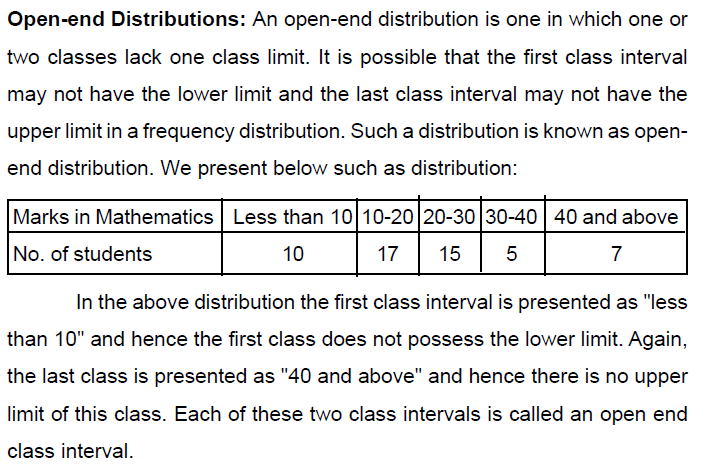 Open-end Distributions: An open-end distribution is one in which one or
two classes lack one class limit. It is possible that the first class interval
may not have the lower limit and the last class interval may not have the
upper limit in a frequency distribution. Such a distribution is known as open-
end distribution. We present below such as distribution:
Marks in Mathematics Less than 10 10-20 20-30 30-40 40 and above
No. of students 10 17 15 5 7
In the above distribution the first class interval is presented as "less
than 10" and hence the first class does not possess the lower limit. Again,
the last class is presented as "40 and above" and hence there is no upper
limit of this class. Each of these two class intervals is called an open end
class interval.